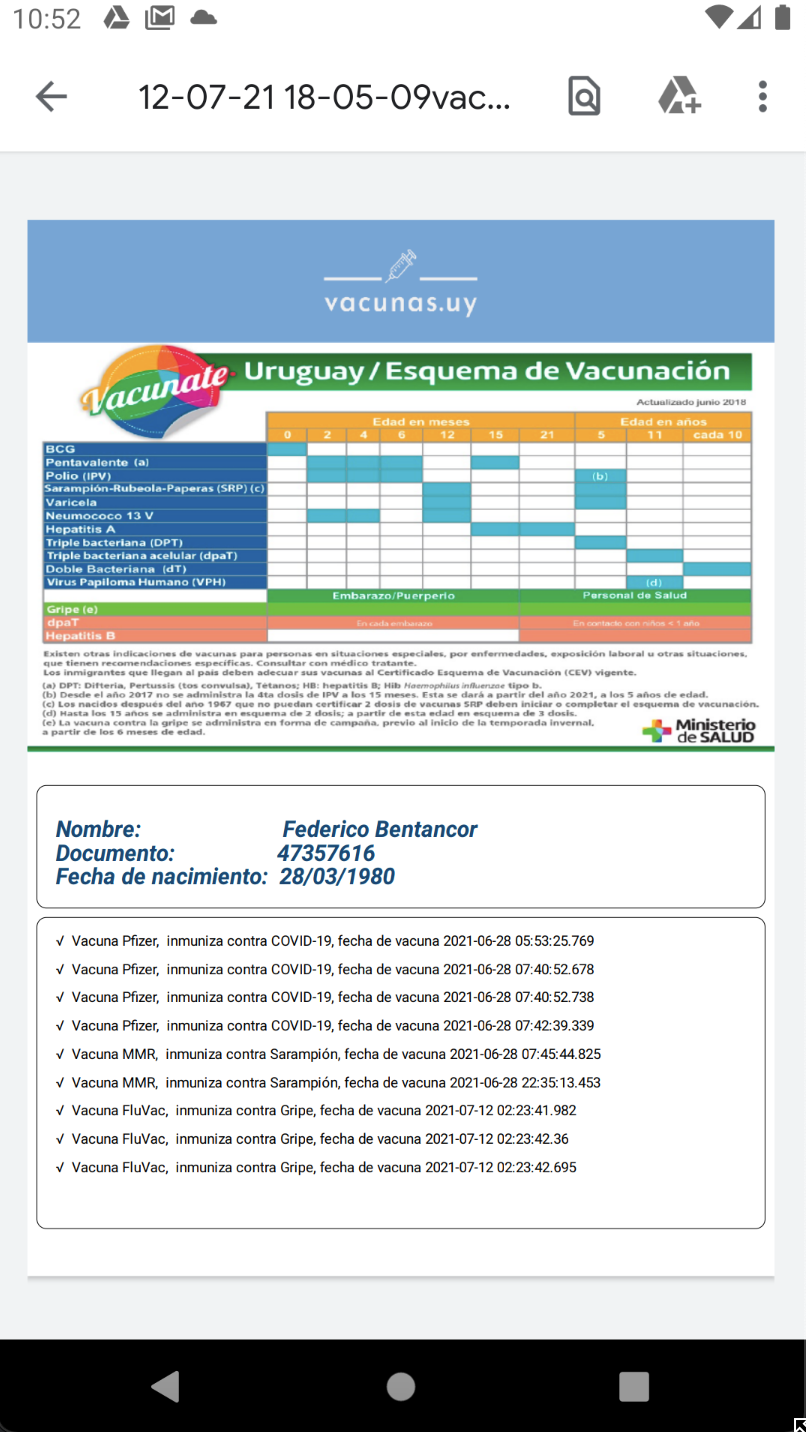 10:52
12-07-21 18-05-09vac...
vacunas.uy
Vacunate
Uruguay / Esquema de Vacunación
Actualizado junio 2018
Edad en meses Edad en años
0 2 4 6 12 15 21 5 11 cada 10
BCG
Pentavalente (a)
Polio (IPV) (b)
Sarampión-Rubeola-Paperas (SRP) (c)
Varicela
Neumococo 13 V
Hepatitis A
Triple bacteriana (DPT)
Triple bacteriana acelular (dpaT)
Doble Bacteriana (dT)
Virus Papiloma Humano (VPH) (d)
Embarazo/Puerperio Personal de Salud
Gripe (e)
dpaT En cada embarazo En contacto con niños < 1 año
Hepatitis B
Existen otras indicaciones de vacunas para personas en situaciones especiales, por enfermedades, exposición laboral u otras situaciones,
que tienen recomendaciones específicas. Consultar con médico tratante.
Los inmigrantes que llegan al país deben adecuar sus vacunas al Certificado Esquema de Vacunación (CEV) vigente.
(a) DPT: Difteria, Pertussis (tos convulsa), Tétanos; HB: hepatitis B; Hib Haemophilus influenzae tipo b.
(b) Desde el año 2017 no se administra la 4ta dosis de IPV a los 15 meses. Esta se dará a partir del año 2021, a los 5 años de edad.
(c) Los nacidos después del año 1967 que no puedan certificar 2 dosis de vacunas SRP deben iniciar o completar el esquema de vacunación.
(d) Hasta los 15 años se administra en esquema de 2 dosis; a partir de esta edad en esquema de 3 dosis.
(e) La vacuna contra la gripe se administra en forma de campaña, previo al inicio de la temporada invernal,
a partir de los 6 meses de edad.
Ministerio
de SALUD
Nombre: Federico Bentancor
Documento: 47357616
Fecha de nacimiento: 28/03/1980
√ Vacuna Pfizer, inmuniza contra COVID-19, fecha de vacuna 2021-06-28 05:53:25.769
√ Vacuna Pfizer, inmuniza contra COVID-19, fecha de vacuna 2021-06-28 07:40:52.678
√ Vacuna Pfizer, inmuniza contra COVID-19, fecha de vacuna 2021-06-28 07:40:52.738
√ Vacuna Pfizer, inmuniza contra COVID-19, fecha de vacuna 2021-06-28 07:42:39.339
√ Vacuna MMR, inmuniza contra Sarampión, fecha de vacuna 2021-06-28 07:45:44.825
√ Vacuna MMR, inmuniza contra Sarampión, fecha de vacuna 2021-06-28 22:35:13.453
√ Vacuna FluVac, inmuniza contra Gripe, fecha de vacuna 2021-07-12 02:23:41.982
√ Vacuna FluVac, inmuniza contra Gripe, fecha de vacuna 2021-07-12 02:23:42.36
√ Vacuna FluVac, inmuniza contra Gripe, fecha de vacuna 2021-07-12 02:23:42.695